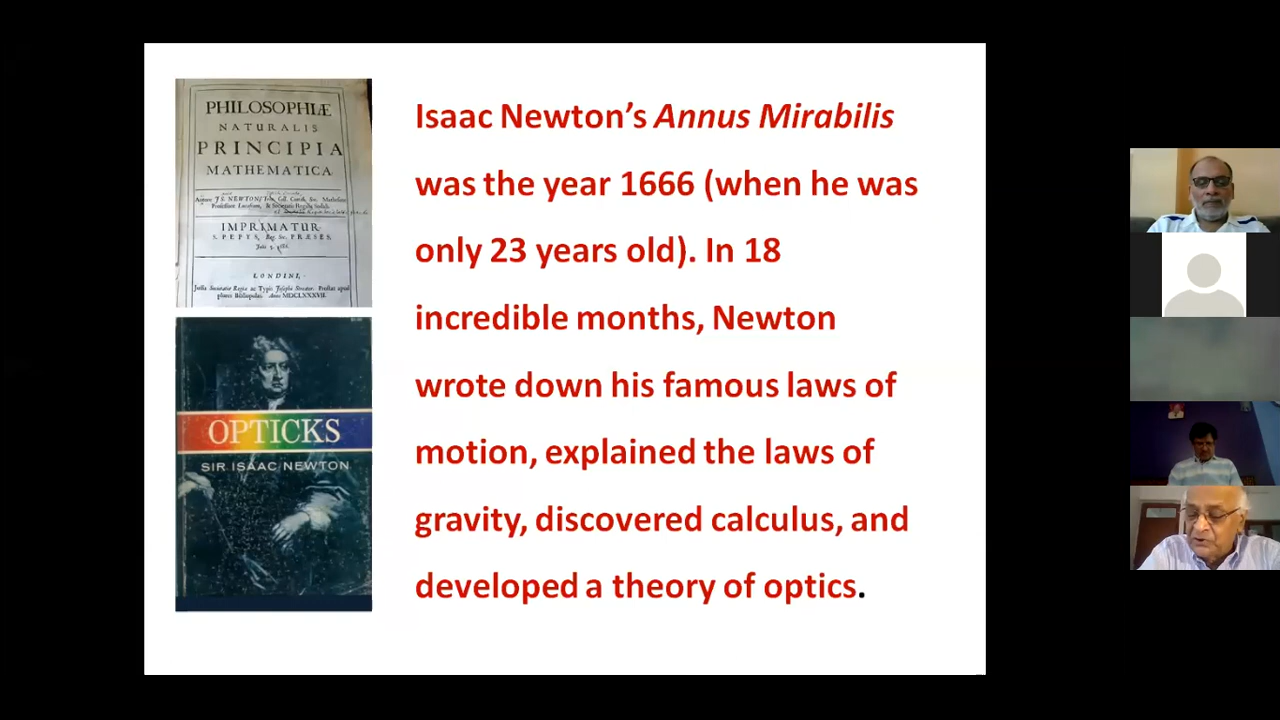 PHILOSOPHIÆ
NATURALIS
PRINCIPIA
MATHEMATICA
IMPRIMATUR
S. PEPYS, Reg. Soc. PRÆSES.
LONDINI,
Anno MDCLXXXVII.
OPTICKS
SIR ISAAC NEWTON
Isaac Newton’s Annus Mirabilis
was the year 1666 (when he was
only 23 years old). In 18
incredible months, Newton
wrote down his famous laws of
motion, explained the laws of
gravity, discovered calculus, and
developed a theory of optics.